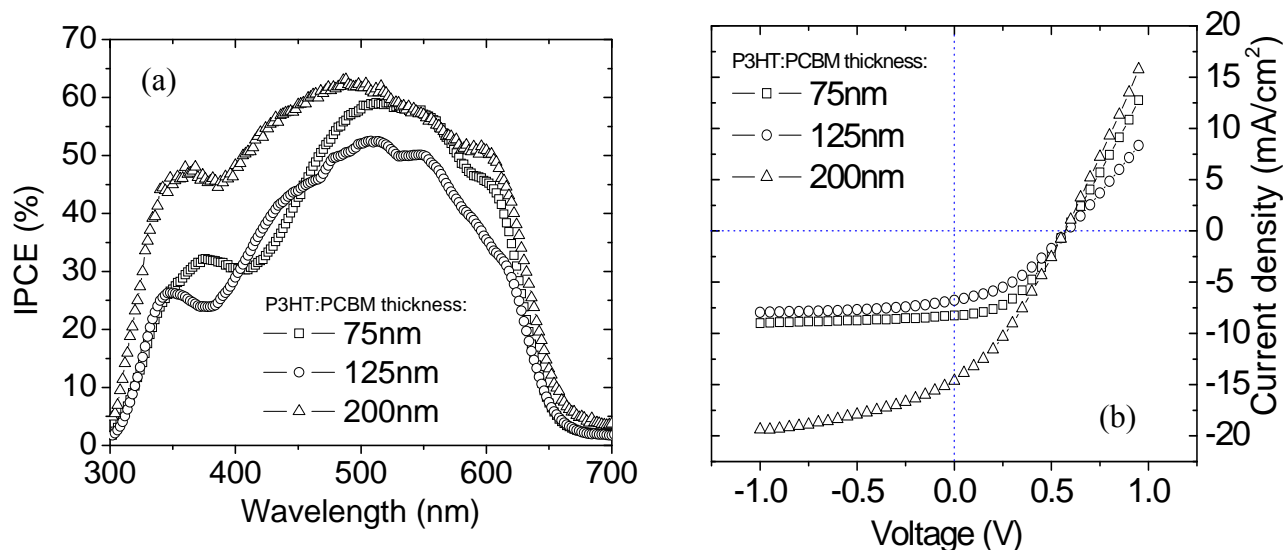 (a)
70
60
50
40
30
20
10
0
IPCE (%)
P3HT:PCBM thickness:
75nm
125nm
200nm
300 400 500 600 700
Wavelength (nm)
P3HT:PCBM thickness:
75nm
125nm
200nm
(b)
20
15
10
5
0
-5
-10
-15
-20
Current density (mA/cm²)
-1.0 -0.5 0.0 0.5 1.0
Voltage (V)